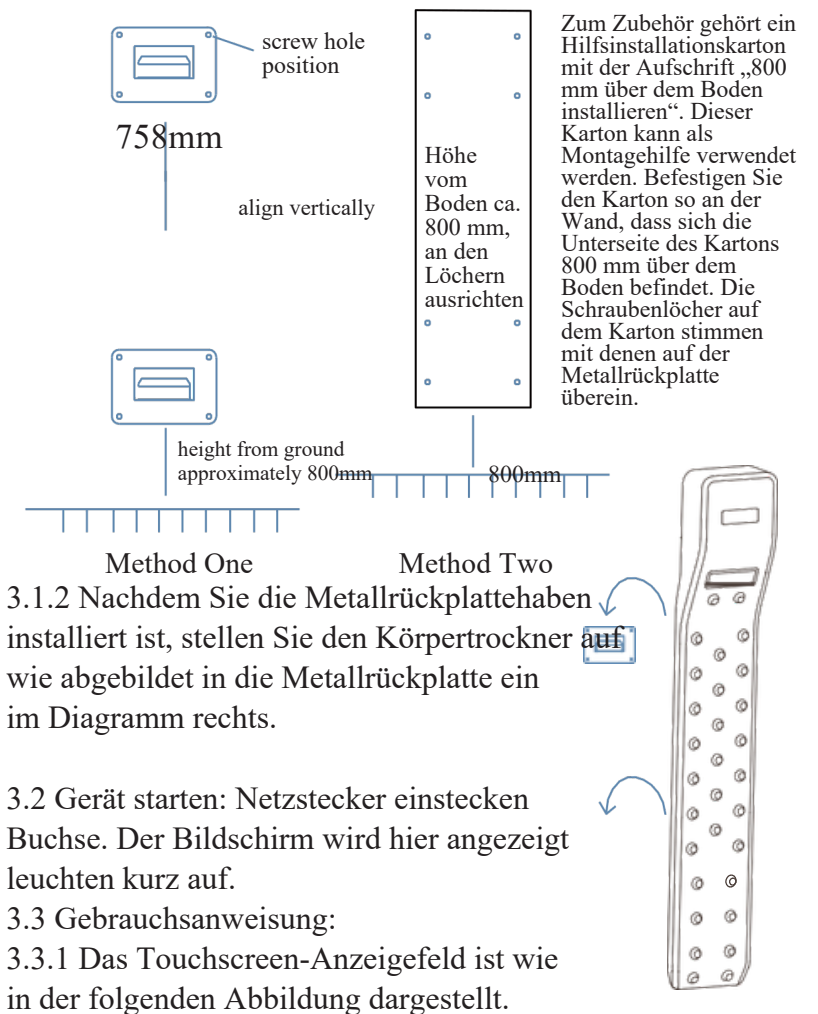 screw hole
position
758mm
align vertically
height from ground
approximately 800mm
Method One
Höhe
vom
Boden ca.
800 mm,
an den
Löchern
ausrichten
800mm
Method Two
Zum Zubehör gehört ein
Hilfsinstallationskarton
mit der Aufschrift „800
mm über dem Boden
installieren“. Dieser
Karton kann als
Montagehilfe verwendet
werden. Befestigen Sie
den Karton so an der
Wand, dass sich die
Unterseite des Kartons
800 mm über dem
Boden befindet. Die
Schraubenlöcher auf
dem Karton stimmen
mit denen auf der
Metallrückplatte
überein.
3.1.2 Nachdem Sie die Metallrückplattehaben
installiert ist, stellen Sie den Körpertrockner auf
wie abgebildet in die Metallrückplatte ein
im Diagramm rechts.
3.2 Gerät starten: Netzstecker einstecken
Buchse. Der Bildschirm wird hier angezeigt
leuchten kurz auf.
3.3 Gebrauchsanweisung:
3.3.1 Das Touchscreen-Anzeigefeld ist wie
in der folgenden Abbildung dargestellt.